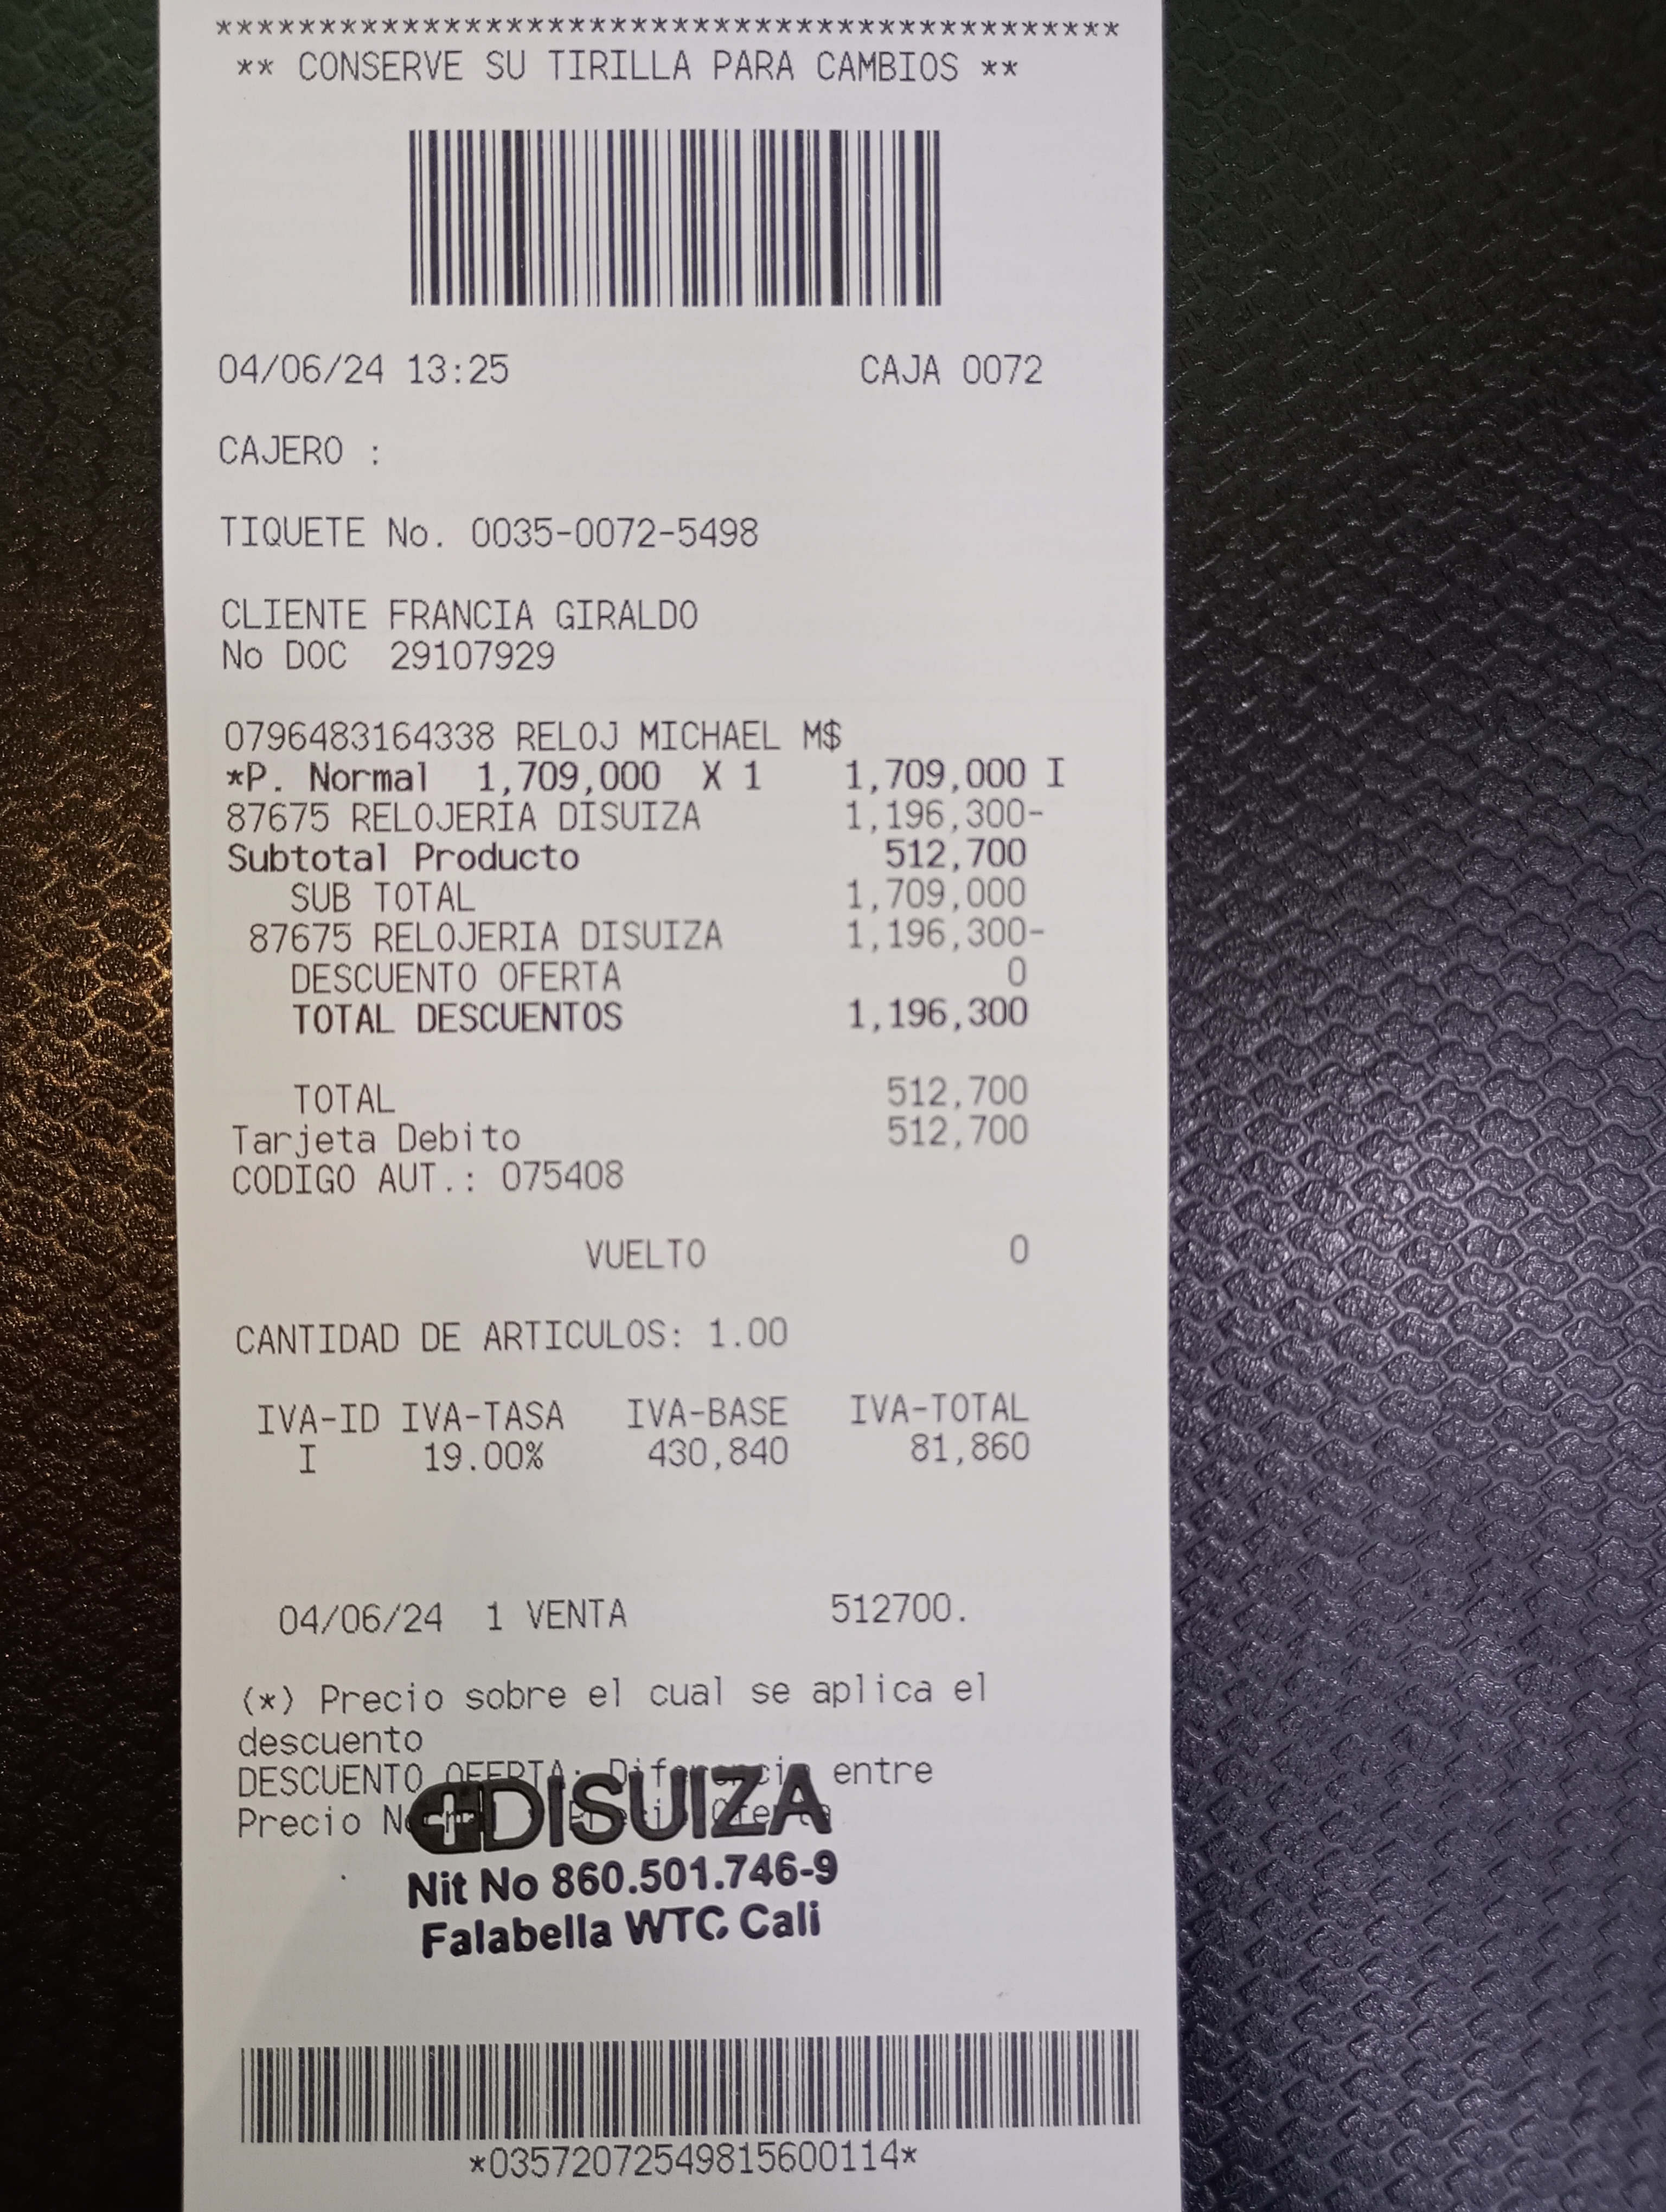 ********************************************
** CONSERVE SU TIRILLA PARA CAMBIOS **
04/06/24 13:25 CAJA 0072
CAJERO :
TIQUETE No. 0035-0072-5498
CLIENTE FRANCIA GIRALDO
No DOC 29107929
0796483164338 RELOJ MICHAEL M$
*P. Normal 1,709,000 X 1 1,709,000 I
87675 RELOJERIA DISUIZA 1,196,300-
Subtotal Producto 512,700
SUB TOTAL 1,709,000
87675 RELOJERIA DISUIZA 1,196,300-
DESCUENTO OFERTA 0
TOTAL DESCUENTOS 1,196,300
TOTAL 512,700
Tarjeta Debito 512,700
CODIGO AUT.: 075408
VUELTO 0
CANTIDAD DE ARTICULOS: 1.00
IVA-ID IVA-TASA IVA-BASE IVA-TOTAL
I 19.00% 430,840 81,860
04/06/24 1 VENTA 512700.
(*) Precio sobre el cual se aplica el
descuento
DESCUENTO OFERTA: Diferencia entre
Precio Normal Precio Oferta
DISUIZA
Nit No 860.501.746-9
Falabella WTC Cali
*03572072549815600114*